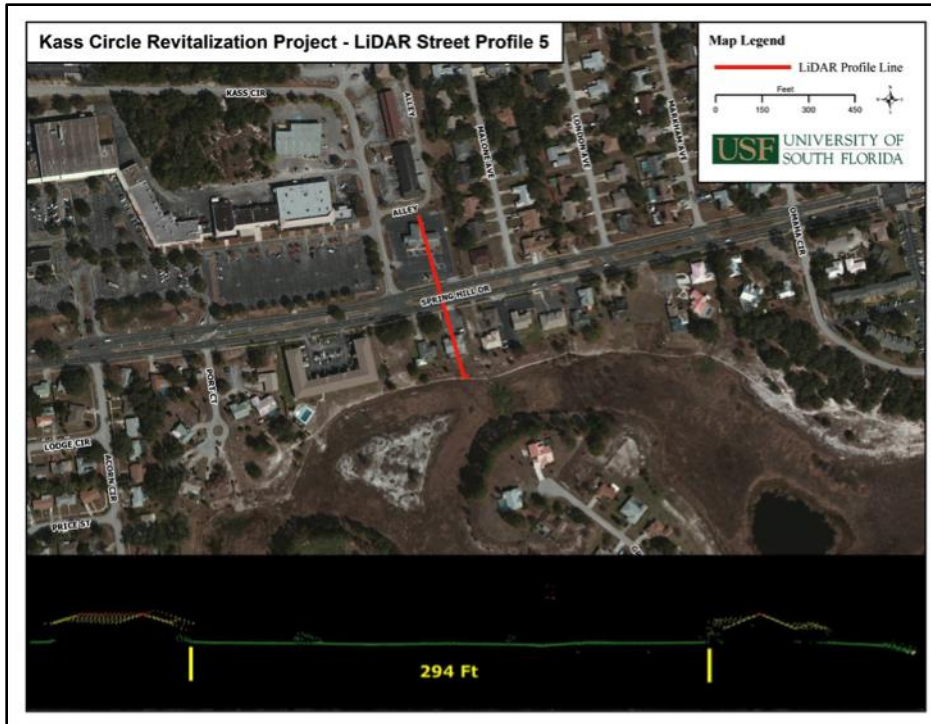 Kass Circle Revitalization Project - LiDAR Street Profile 5
Map Legend
LiDAR Profile Line
Feet
0 150 300 450
USF UNIVERSITY OF
SOUTH FLORIDA
KASS CIR
ALLEY
MALONE AVE
LONDON AVE
MARKHAM AVE
ALLEY
OMAHA CIR
SPRING HILL DR
PORT CT
LODGE CIR
ACORN CIR
PRICE ST
294 Ft